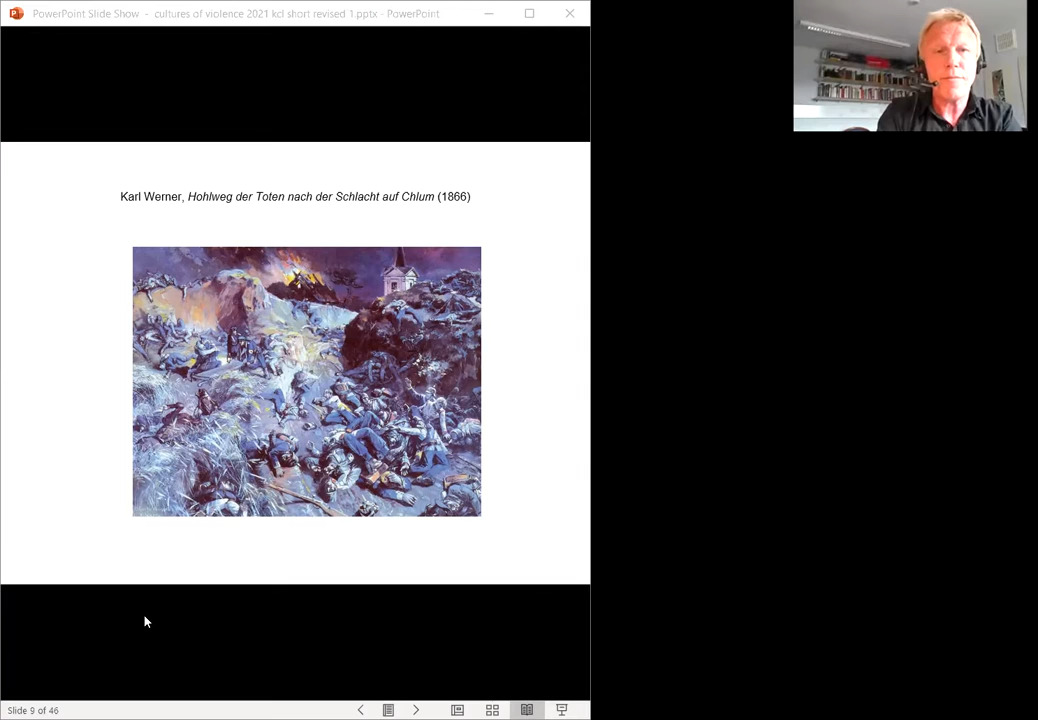 PowerPoint Slide Show - cultures of violence 2021 kcl short revised 1.pptx - PowerPoint
Karl Werner, Hohlweg der Toten nach der Schlacht auf Chlum (1866)
Slide 9 of 46